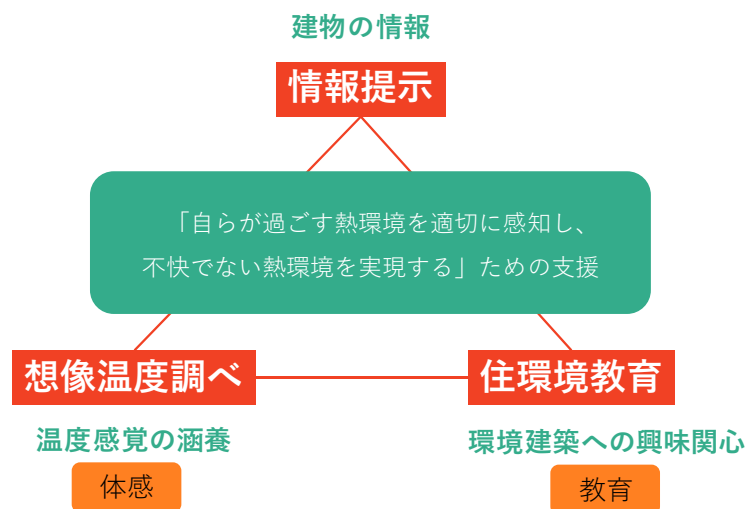 建物の情報
情報提示
「自らが過ごす熱環境を適切に感知し、
不快でない熱環境を実現する」ための支援
想像温度調べ
住環境教育
温度感覚の涵養
環境建築への興味関心
体感
教育